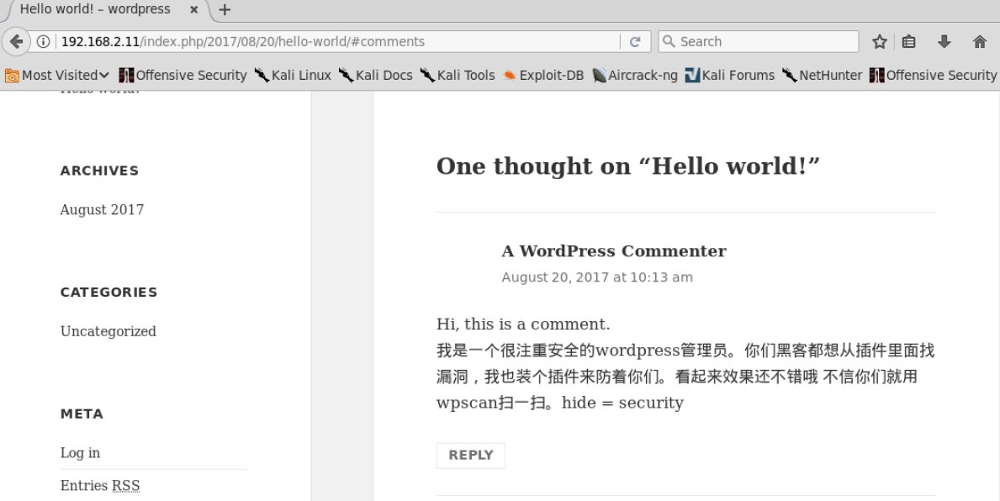 Hello world! – wordpress
192.168.2.11/index.php/2017/08/20/hello-world/#comments
Search
Most Visited Offensive Security Kali Linux Kali Docs Kali Tools Exploit-DB Aircrack-ng Kali Forums NetHunter Offensive Security
Hello world!
ARCHIVES
August 2017
CATEGORIES
Uncategorized
META
Log in
Entries RSS
One thought on “Hello world!”
A WordPress Commenter
August 20, 2017 at 10:13 am
Hi, this is a comment.
我是一个很注重安全的wordpress管理员。你们黑客都想从插件里面找
漏洞，我也装个插件来防着你们。看起来效果还不错哦 不信你们就用
wpscan扫一扫。hide = security
REPLY